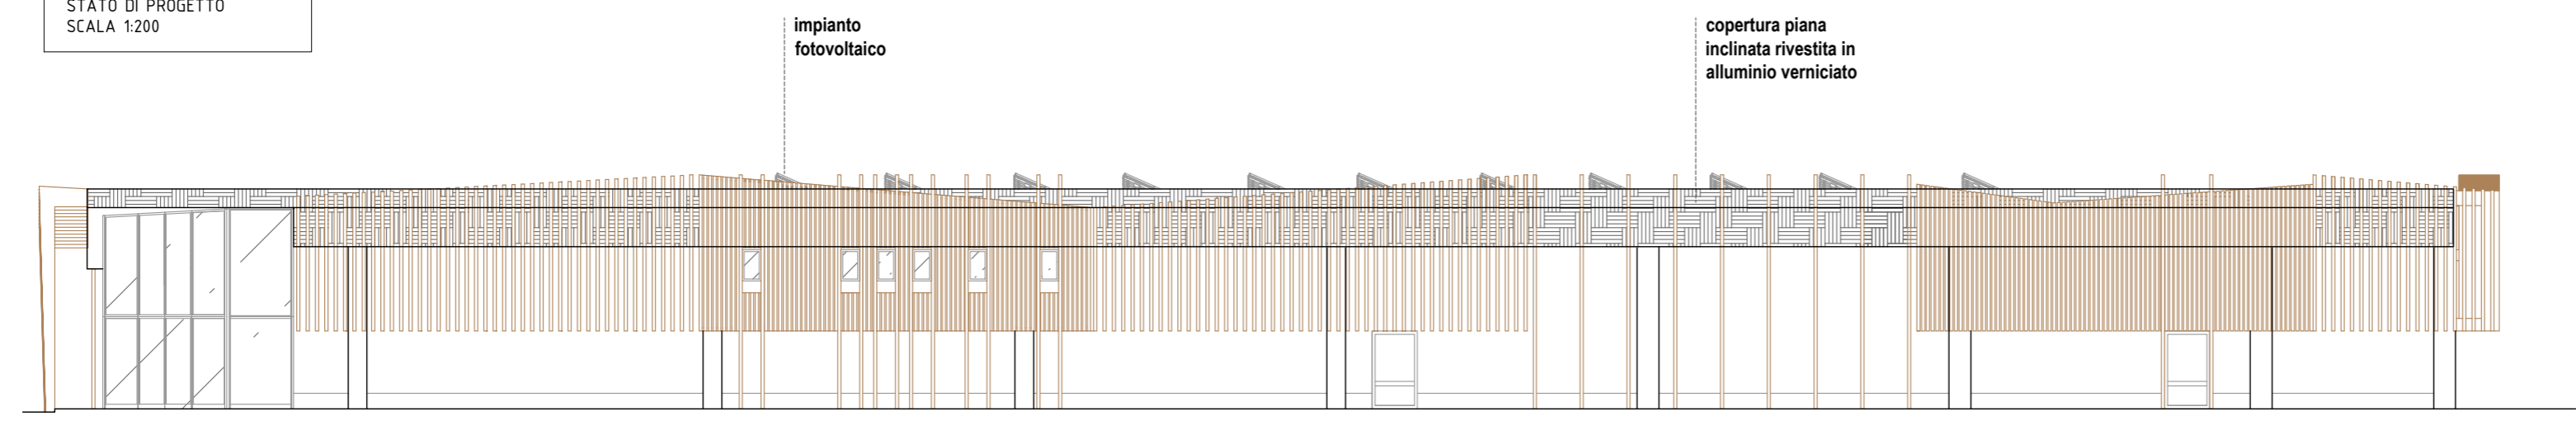 STATO DI PROGETTO
SCALA 1:200
impianto
fotovoltaico
copertura piana
inclinata rivestita in
alluminio verniciato